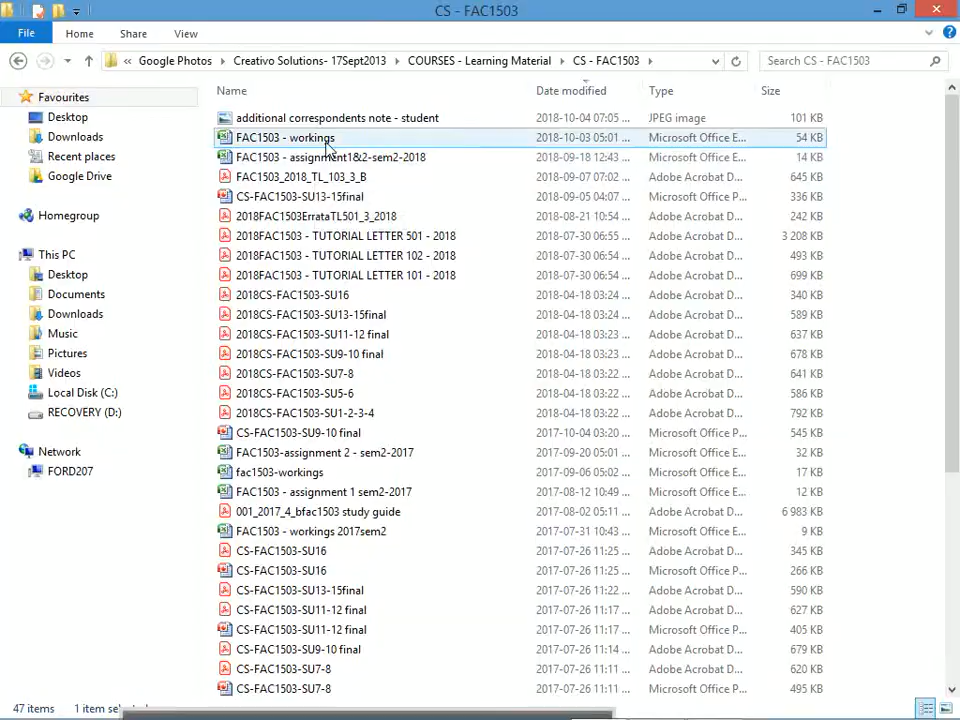 CS - FAC1503
File Home Share View
« Google Photos Creativo Solutions- 17Sept2013 COURSES - Learning Material CS - FAC1503 Search CS - FAC1503
Favourites
Desktop
Downloads
Recent places
Google Drive
Homegroup
This PC
Desktop
Documents
Downloads
Music
Pictures
Videos
Local Disk (C:)
RECOVERY (D:)
Network
FORD207
Name Date modified Type Size
additional correspondents note - student 2018-10-04 07:05 ... JPEG image 101 KB
FAC1503 - workings 2018-10-03 05:01 ... Microsoft Office E... 54 KB
FAC1503 - assignment1&2-sem2-2018 2018-09-18 12:43 ... Microsoft Office E... 14 KB
FAC1503_2018_TL_103_3_B 2018-09-07 07:02 ... Adobe Acrobat D... 645 KB
CS-FAC1503-SU13-15final 2018-09-05 04:07 ... Microsoft Office P... 336 KB
2018FAC1503ErrataTL501_3_2018 2018-08-21 10:54 ... Adobe Acrobat D... 242 KB
2018FAC1503 - TUTORIAL LETTER 501 - 2018 2018-07-30 06:55 ... Adobe Acrobat D... 3 208 KB
2018FAC1503 - TUTORIAL LETTER 102 - 2018 2018-07-30 06:54 ... Adobe Acrobat D... 493 KB
2018FAC1503 - TUTORIAL LETTER 101 - 2018 2018-07-30 06:54 ... Adobe Acrobat D... 699 KB
2018CS-FAC1503-SU16 2018-04-18 03:24 ... Adobe Acrobat D... 340 KB
2018CS-FAC1503-SU13-15final 2018-04-18 03:24 ... Adobe Acrobat D... 589 KB
2018CS-FAC1503-SU11-12 final 2018-04-18 03:23 ... Adobe Acrobat D... 637 KB
2018CS-FAC1503-SU9-10 final 2018-04-18 03:23 ... Adobe Acrobat D... 678 KB
2018CS-FAC1503-SU7-8 2018-04-18 03:22 ... Adobe Acrobat D... 641 KB
2018CS-FAC1503-SU5-6 2018-04-18 03:22 ... Adobe Acrobat D... 586 KB
2018CS-FAC1503-SU1-2-3-4 2018-04-18 03:22 ... Adobe Acrobat D... 792 KB
CS-FAC1503-SU9-10 final 2017-10-04 03:20 ... Microsoft Office P... 545 KB
FAC1503-assignment 2 - sem2-2017 2017-09-20 05:01 ... Microsoft Office E... 32 KB
fac1503-workings 2017-09-06 05:02 ... Microsoft Office E... 17 KB
FAC1503 - assignment 1 sem2-2017 2017-08-12 10:49 ... Microsoft Office E... 12 KB
001_2017_4_bfac1503 study guide 2017-08-02 05:11 ... Adobe Acrobat D... 6 983 KB
FAC1503 - workings 2017sem2 2017-07-31 10:43 ... Microsoft Office E... 9 KB
CS-FAC1503-SU16 2017-07-26 11:25 ... Adobe Acrobat D... 345 KB
CS-FAC1503-SU16 2017-07-26 11:25 ... Microsoft Office P... 266 KB
CS-FAC1503-SU13-15final 2017-07-26 11:22 ... Adobe Acrobat D... 590 KB
CS-FAC1503-SU11-12 final 2017-07-26 11:17 ... Adobe Acrobat D... 627 KB
CS-FAC1503-SU11-12 final 2017-07-26 11:17 ... Microsoft Office P... 405 KB
CS-FAC1503-SU9-10 final 2017-07-26 11:14 ... Adobe Acrobat D... 679 KB
CS-FAC1503-SU7-8 2017-07-26 11:11 ... Adobe Acrobat D... 620 KB
CS-FAC1503-SU7-8 2017-07-26 11:11 ... Microsoft Office P... 495 KB
47 items 1 item